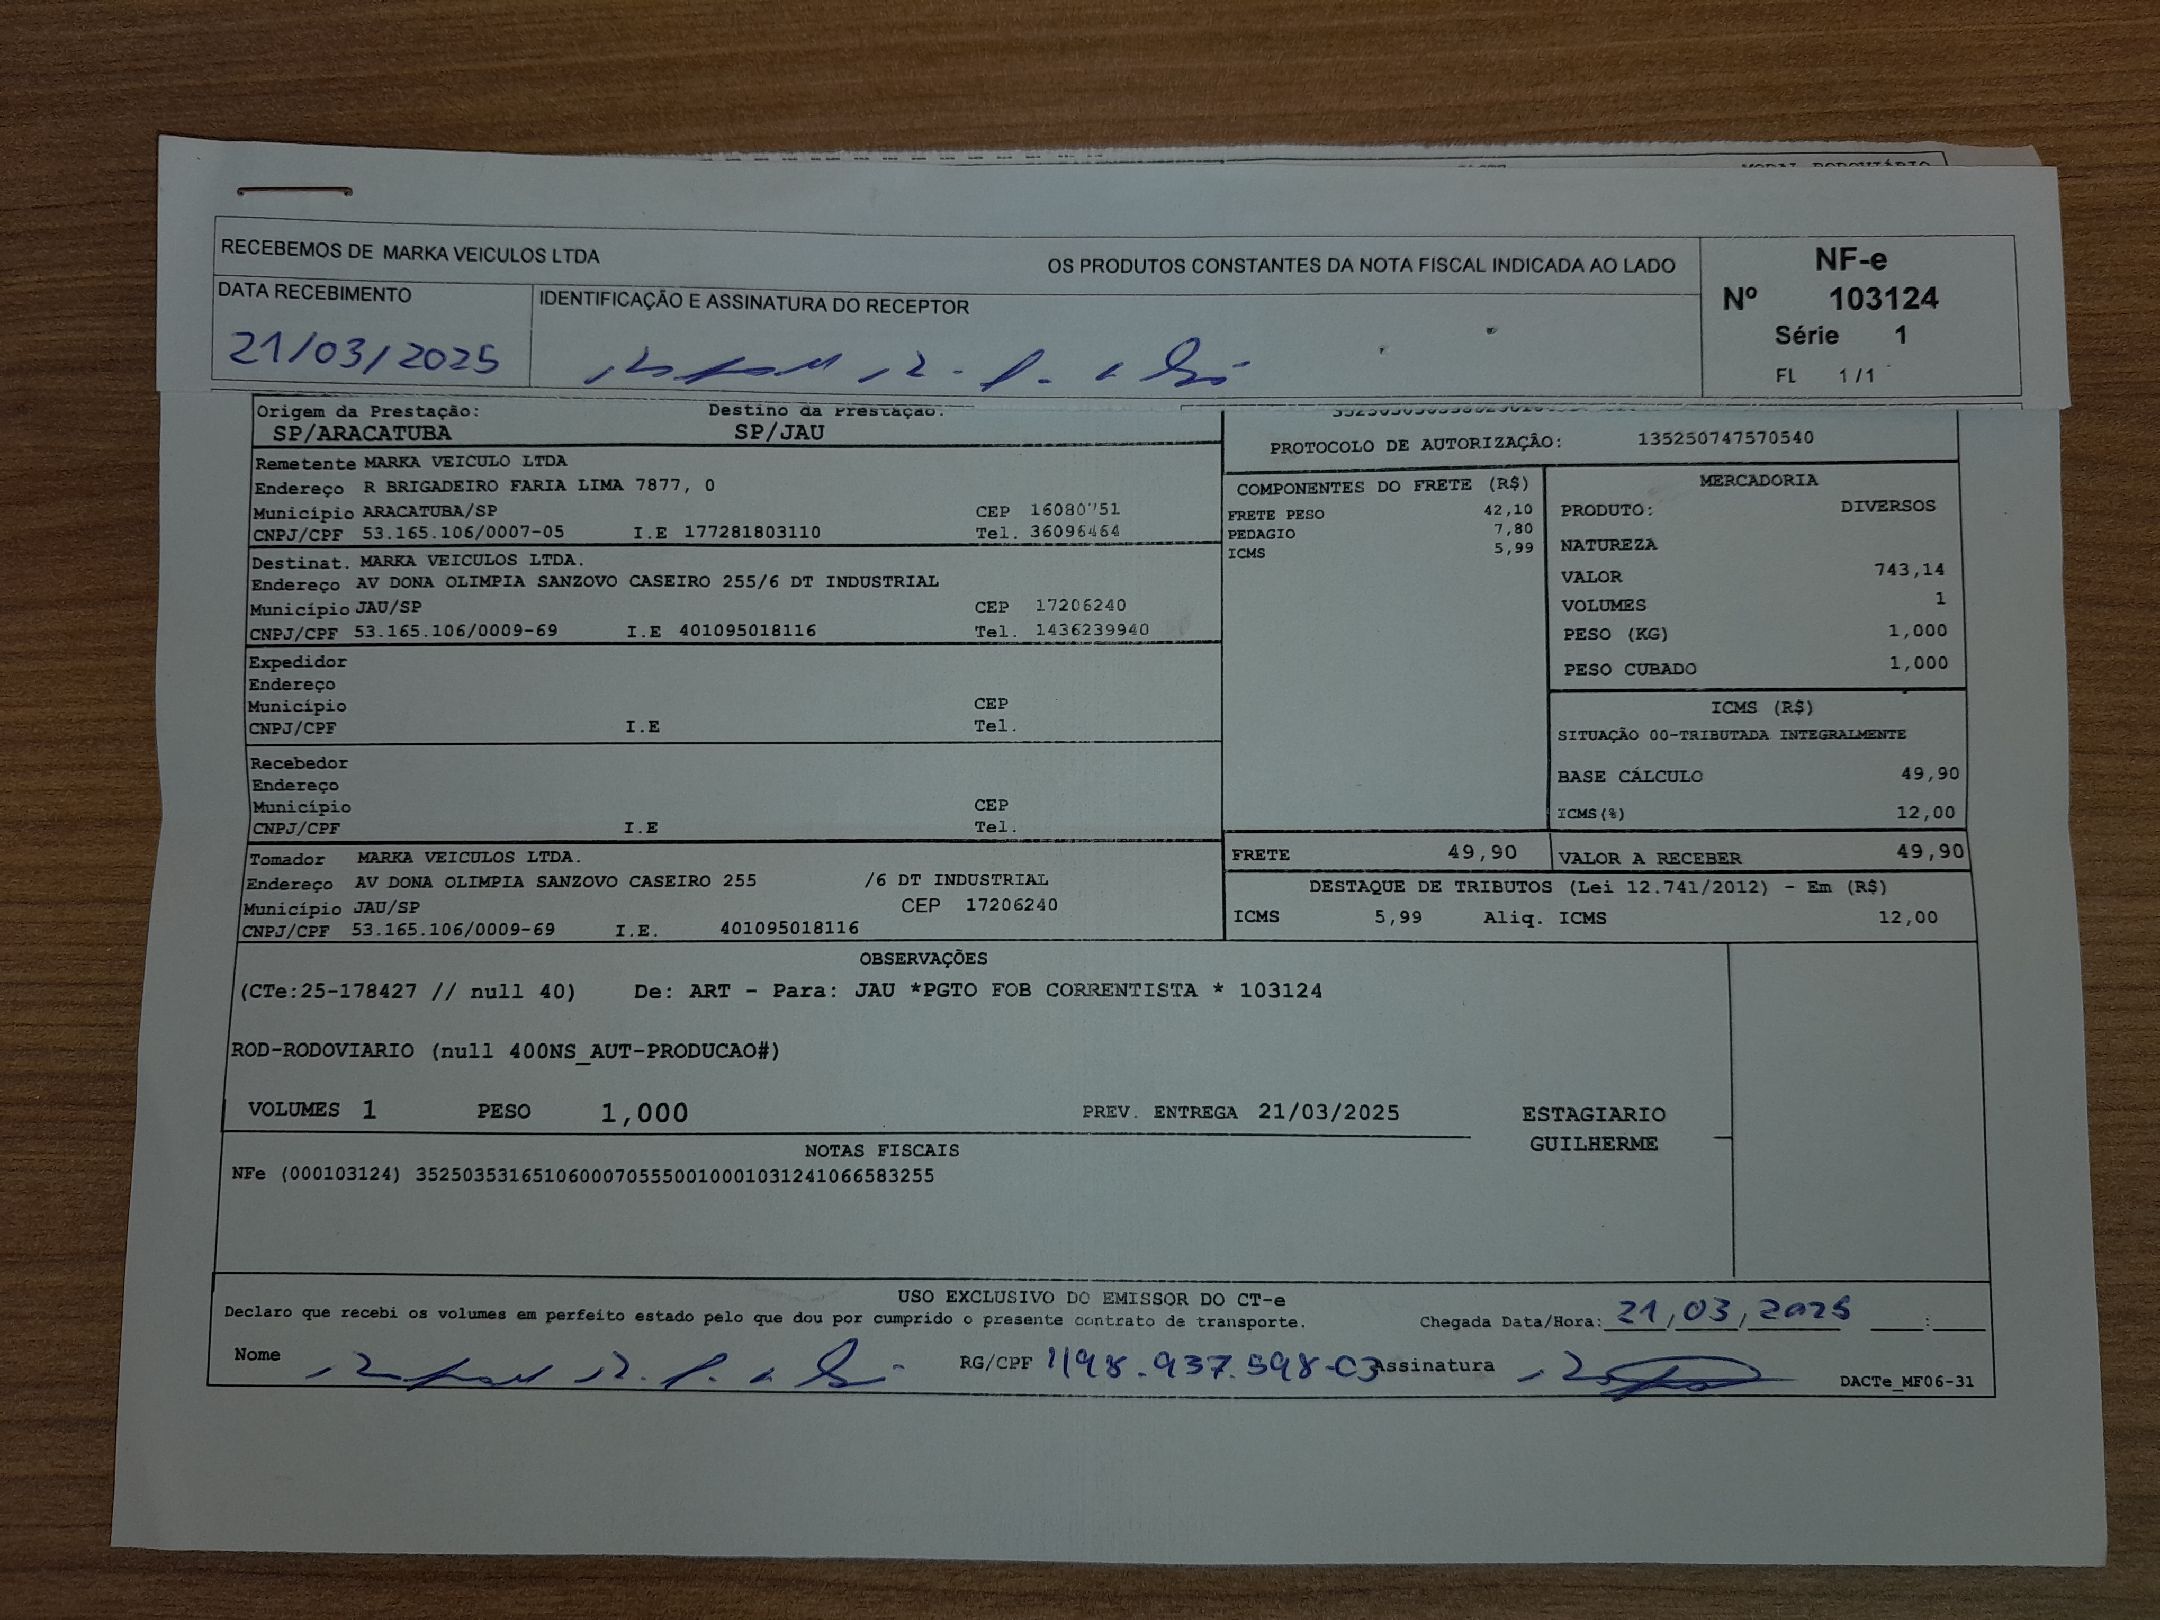 RECEBEMOS DE MARKA VEICULOS LTDA
OS PRODUTOS CONSTANTES DA NOTA FISCAL INDICADA AO LADO
DATA RECEBIMENTO
21/03/2025
IDENTIFICAÇÃO E ASSINATURA DO RECEPTOR
NF-e
Nº 103124
Série 1
FL 1/1
Origem da Prestação: Destino da Prestação:
SP/ARACATUBA SP/JAU
Remetente MARKA VEICULO LTDA
Endereço R BRIGADEIRO FARIA LIMA 7877, 0
Município ARACATUBA/SP CEP 16080751
CNPJ/CPF 53.165.106/0007-05 I.E 177281803110 Tel. 36096464
Destinat. MARKA VEICULOS LTDA.
Endereço AV DONA OLIMPIA SANZOVO CASEIRO 255/6 DT INDUSTRIAL
Município JAU/SP CEP 17206240
CNPJ/CPF 53.165.106/0009-69 I.E 401095018116 Tel. 1436239940
Expedidor
Endereço
Município CEP
CNPJ/CPF I.E Tel.
Recebedor
Endereço
Município CEP
CNPJ/CPF I.E Tel.
Tomador MARKA VEICULOS LTDA.
Endereço AV DONA OLIMPIA SANZOVO CASEIRO 255 /6 DT INDUSTRIAL
Município JAU/SP CEP 17206240
CNPJ/CPF 53.165.106/0009-69 I.E. 401095018116
PROTOCOLO DE AUTORIZAÇÃO: 135250747570540
COMPONENTES DO FRETE (R$)
FRETE PESO 42,10
PEDAGIO 7,80
ICMS 5,99
MERCADORIA
PRODUTO: DIVERSOS
NATUREZA
VALOR 743,14
VOLUMES 1
PESO (KG) 1,000
PESO CUBADO 1,000
ICMS (R$)
SITUAÇÃO 00-TRIBUTADA INTEGRALMENTE
BASE CÁLCULO 49,90
ICMS(%) 12,00
FRETE 49,90 VALOR A RECEBER 49,90
DESTAQUE DE TRIBUTOS (Lei 12.741/2012) - Em (R$)
ICMS 5,99 Aliq. ICMS 12,00
OBSERVAÇÕES
(CTe:25-178427 // null 40) De: ART - Para: JAU *PGTO FOB CORRENTISTA * 103124
ROD-RODOVIARIO (null 400NS_AUT-PRODUCAO#)
VOLUMES 1 PESO 1,000 PREV. ENTREGA 21/03/2025 ESTAGIARIO
GUILHERME
NOTAS FISCAIS
NFe (000103124) 35250353165106000705550010001031241066583255
USO EXCLUSIVO DO EMISSOR DO CT-e
Declaro que recebi os volumes em perfeito estado pelo que dou por cumprido o presente contrato de transporte. Chegada Data/Hora: 21/03/2025 :
Nome RG/CPF 1198.937.598-03 Assinatura
DACTe_MF06-31